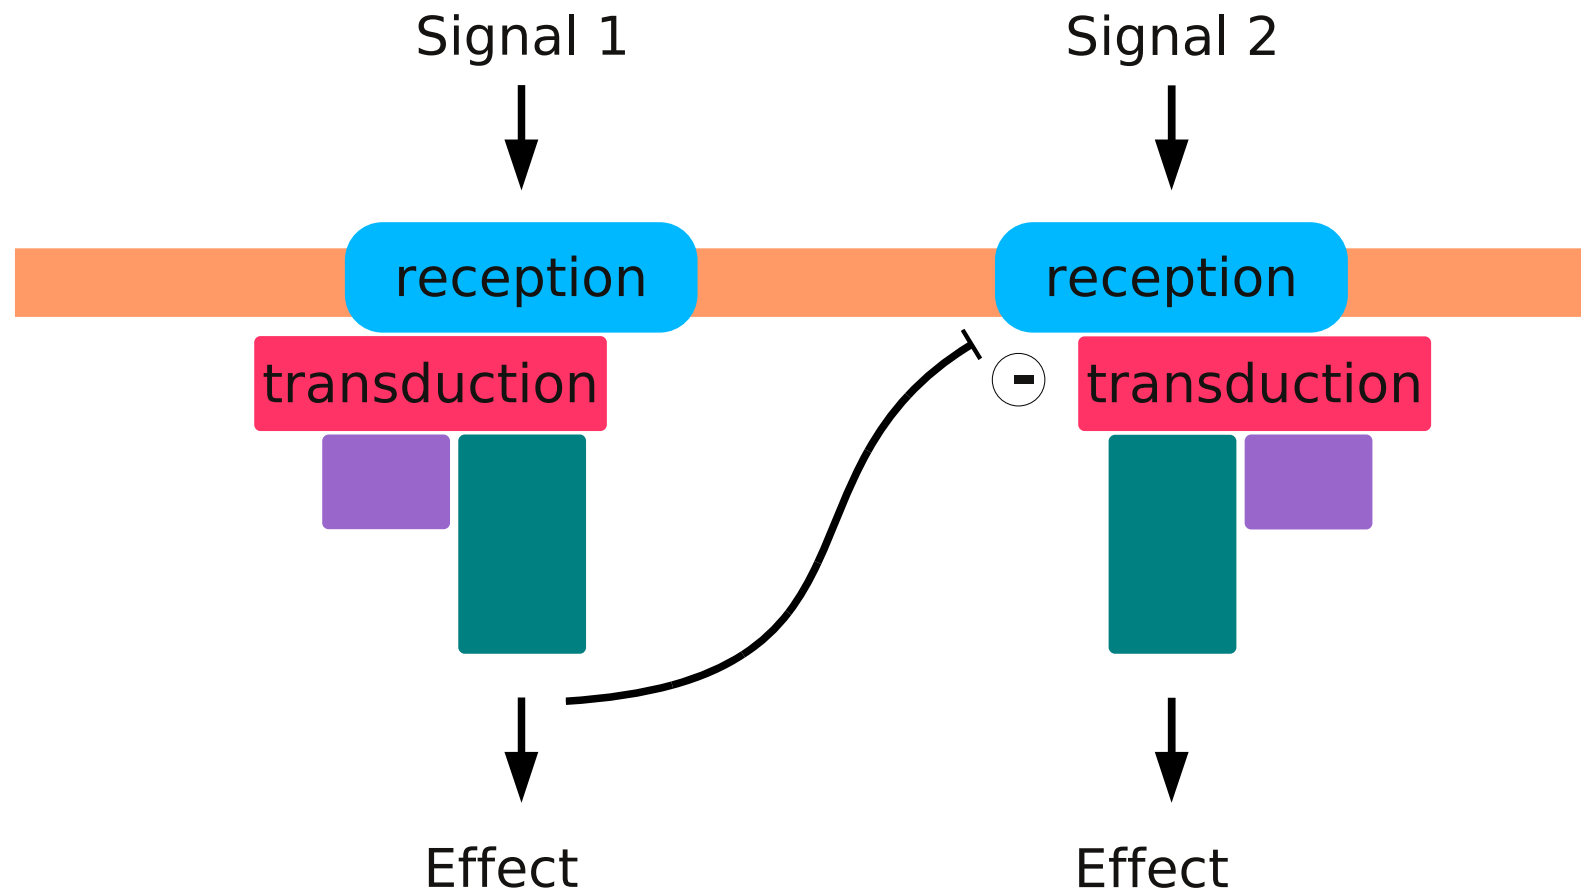 Signal 1
Signal 2
reception
reception
transduction
transduction
-
Effect
Effect